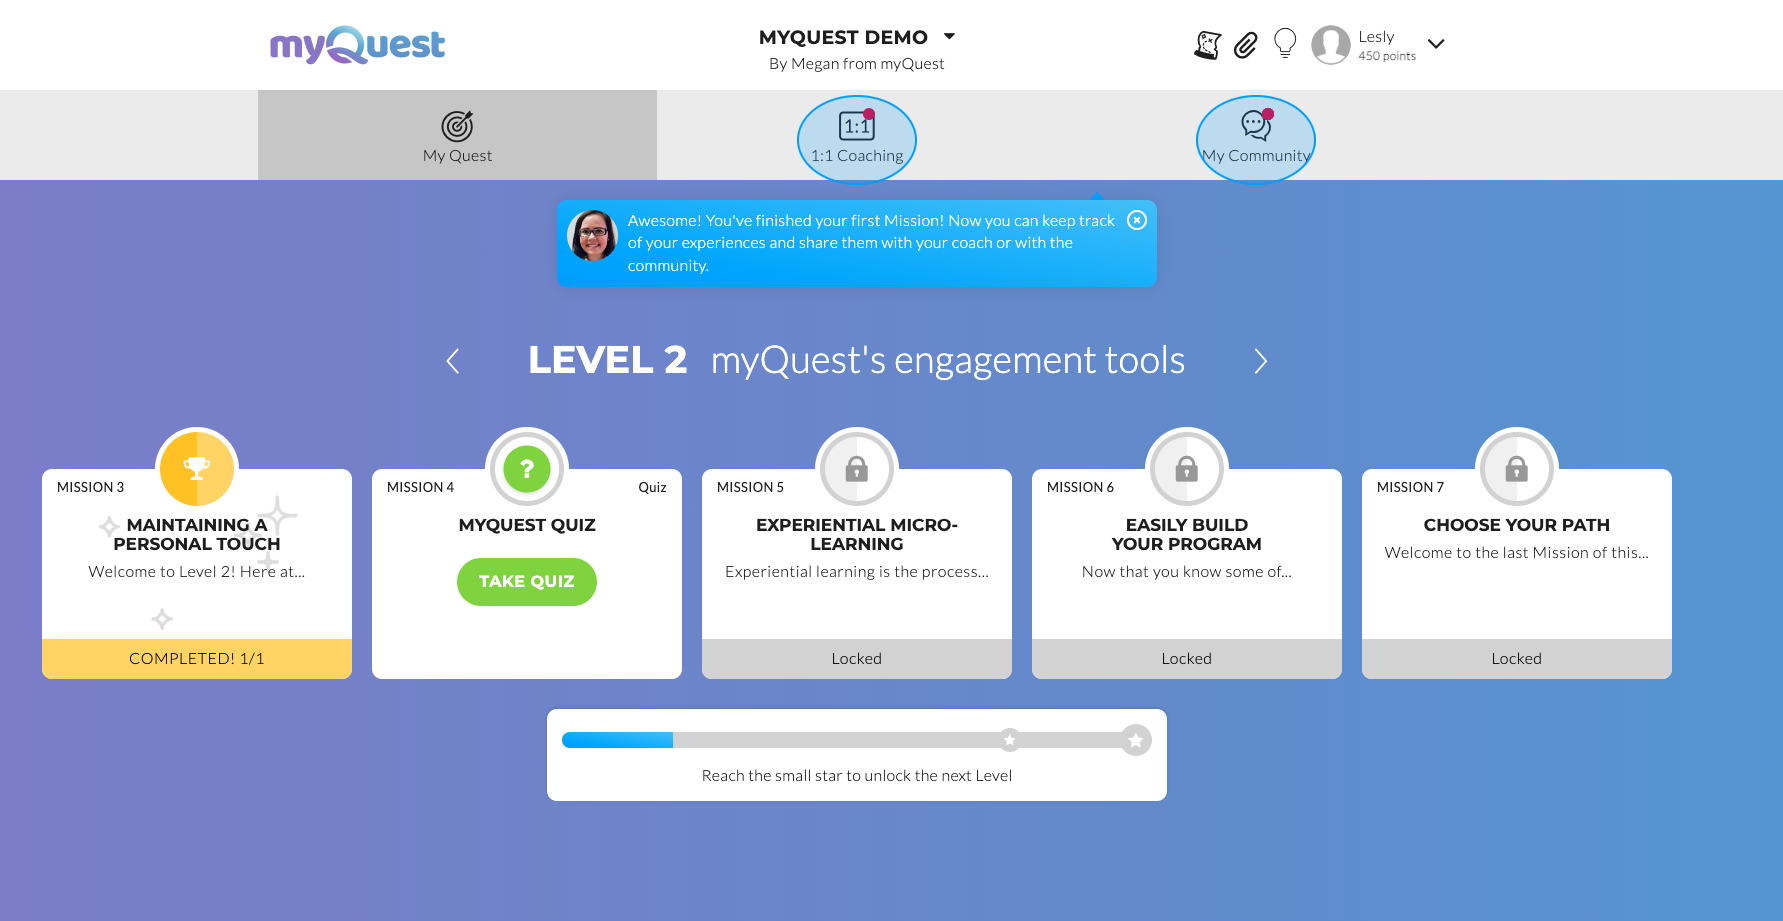 myQuest
MYQUEST DEMO
By Megan from myQuest
Lesly
450 points
My Quest
1:1
1:1 Coaching
My Community
Awesome! You've finished your first Mission! Now you can keep track
of your experiences and share them with your coach or with the
community.
LEVEL 2 myQuest's engagement tools
MISSION 3
MAINTAINING A
PERSONAL TOUCH
Welcome to Level 2! Here at...
COMPLETED! 1/1
?
MISSION 4 Quiz
MYQUEST QUIZ
TAKE QUIZ
MISSION 5
EXPERIENTIAL MICRO-
LEARNING
Experiential learning is the process...
Locked
MISSION 6
EASILY BUILD
YOUR PROGRAM
Now that you know some of...
Locked
MISSION 7
CHOOSE YOUR PATH
Welcome to the last Mission of this...
Locked
Reach the small star to unlock the next Level